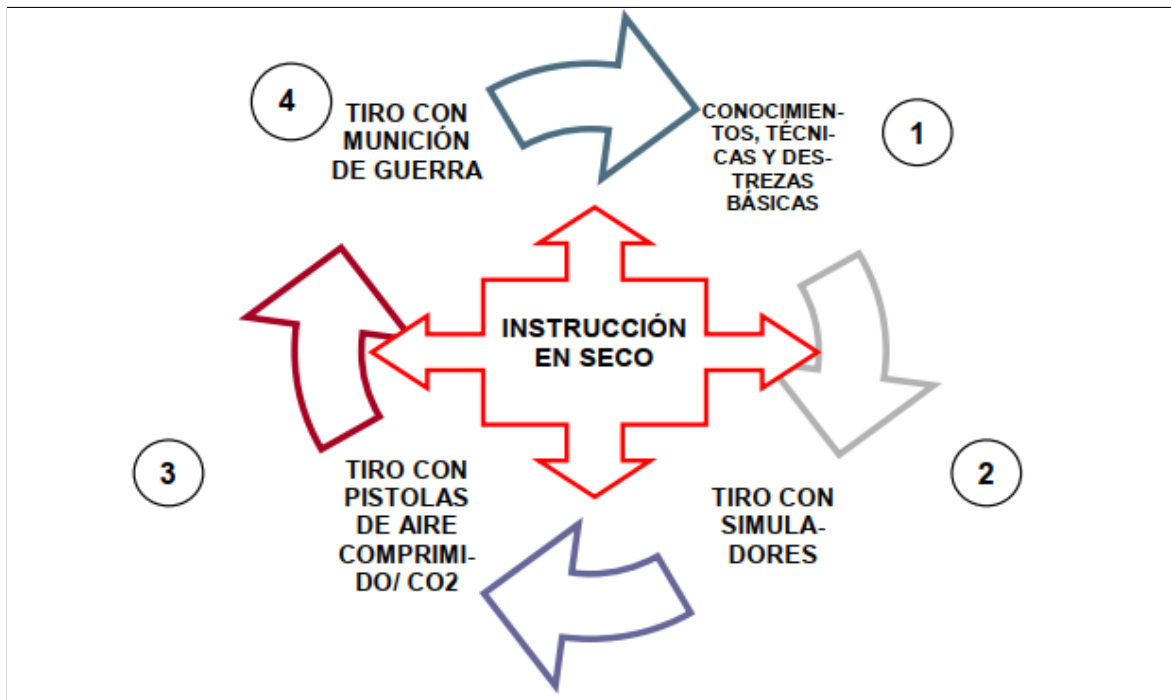 4
TIRO CON
MUNICIÓN
DE GUERRA
CONOCIMIEN-
TOS, TÉCNI-
CAS Y DES-
TREZAS
BÁSICAS
1
INSTRUCCIÓN
EN SECO
3
TIRO CON
PISTOLAS
DE AIRE
COMPRIMI-
DO/ CO2
TIRO CON
SIMULA-
DORES
2